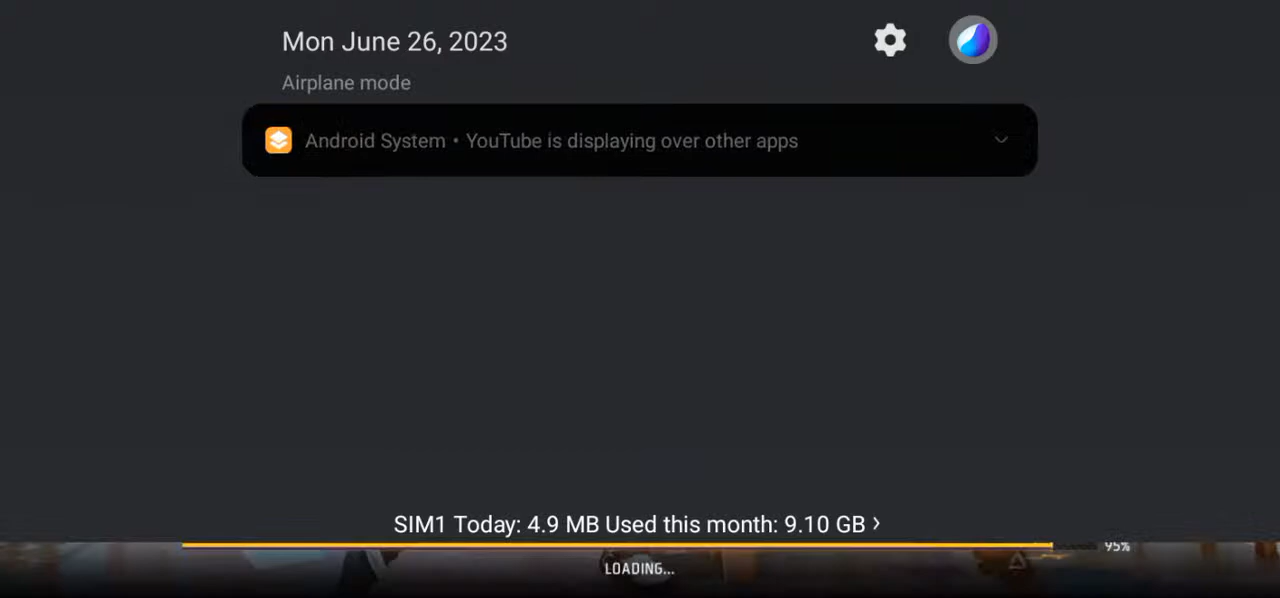 Mon June 26, 2023
Airplane mode
Android System • YouTube is displaying over other apps
SIM1 Today: 4.9 MB Used this month: 9.10 GB ›
95%
LOADING...